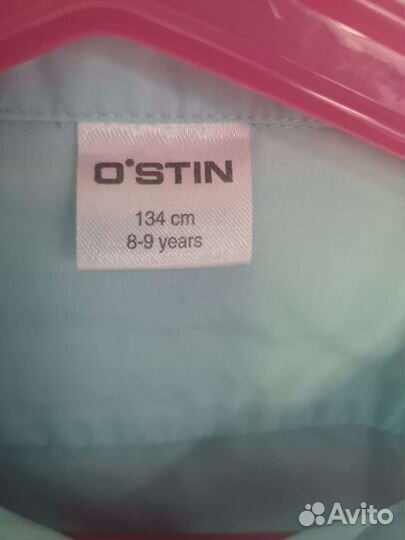 O'STIN
134 cm
8-9 years
Avito